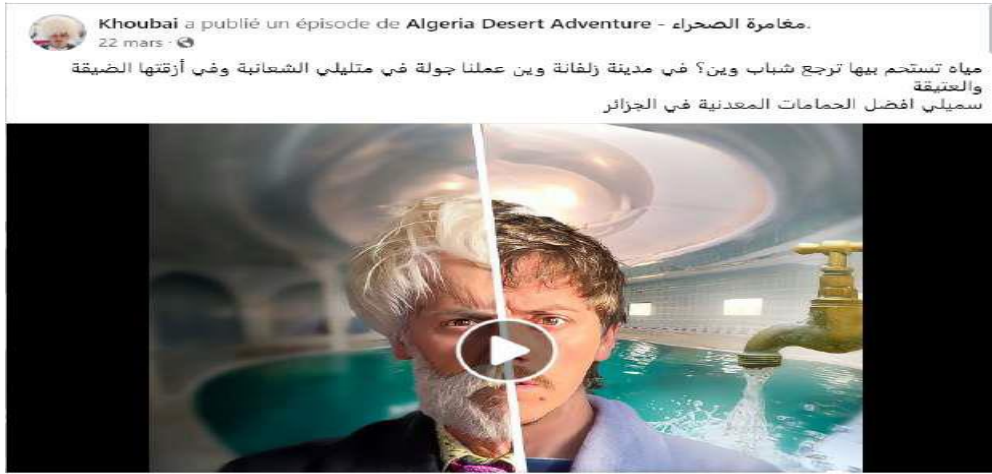 Khoubai a publié un épisode de Algeria Desert Adventure - مغامرة الصحراء.
22 mars ·
مياه تستحم بيها ترجع شباب وين؟ في مدينة زلفانة وين عملنا جولة في متليلي الشعانبة وفي أزقتها الضيقة
والعتيقة
سميلي افضل الحمامات المعدنية في الجزائر